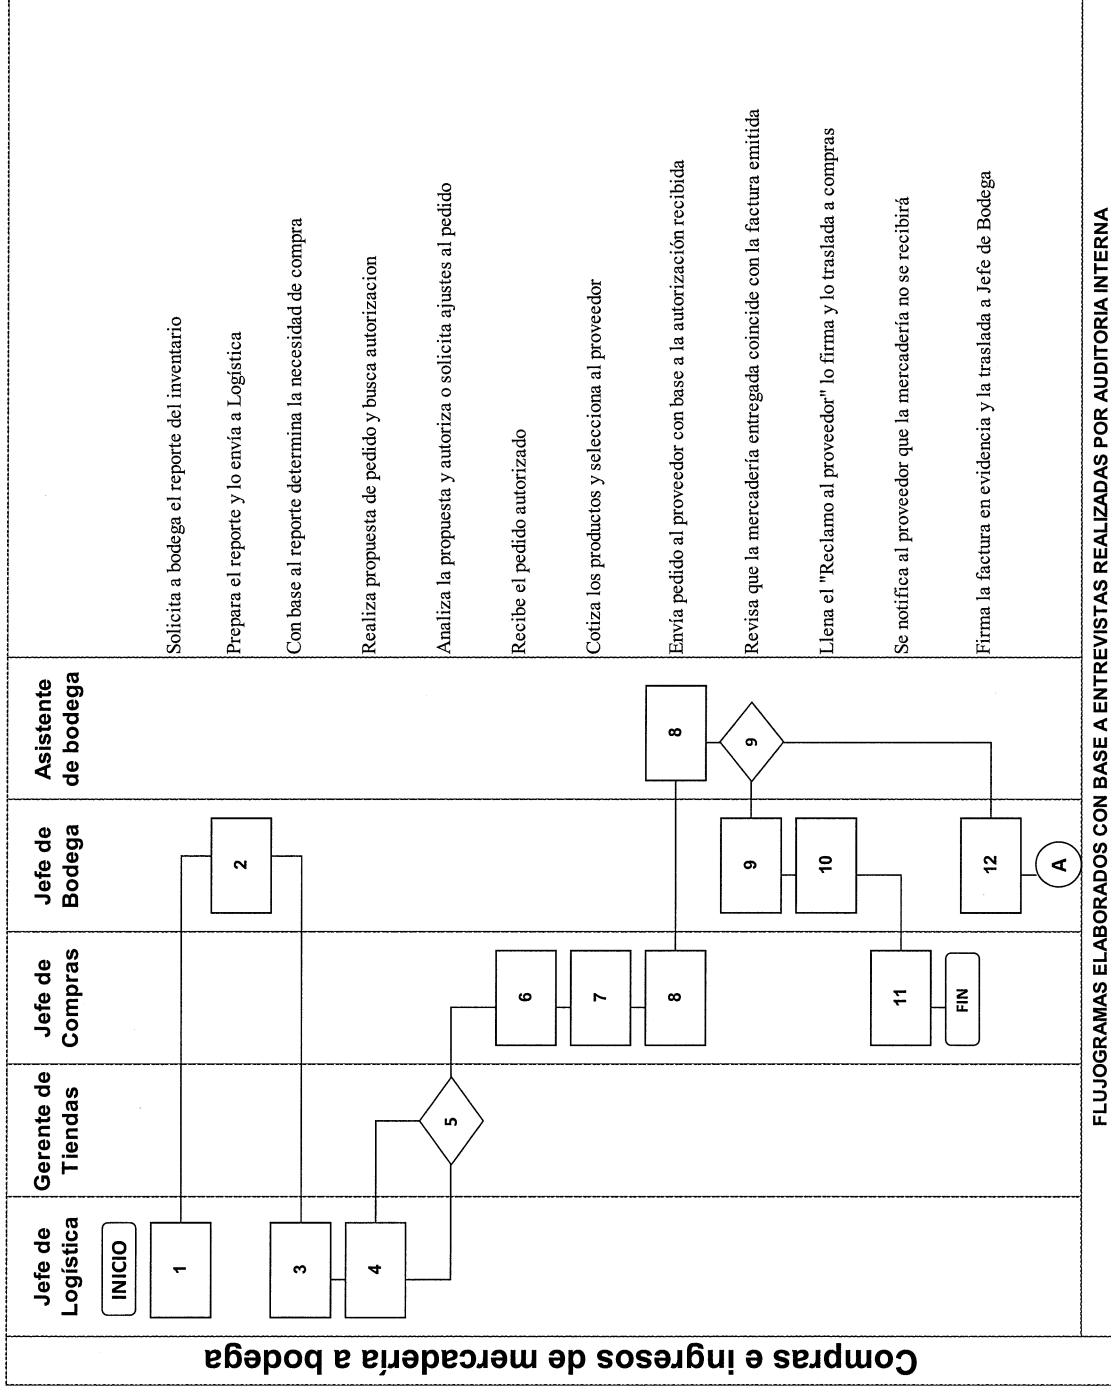 Compras e ingresos de mercadería a bodega
Jefe de
Logística
Gerente de
Tiendas
Jefe de
Compras
Jefe de
Bodega
Asistente
de bodega
INICIO
1
Solicita a bodega el reporte del inventario
2
Prepara el reporte y lo envía a Logística
3
Con base al reporte determina la necesidad de compra
4
Realiza propuesta de pedido y busca autorizacion
5
Analiza la propuesta y autoriza o solicita ajustes al pedido
6
Recibe el pedido autorizado
7
Cotiza los productos y selecciona al proveedor
8
8
Envía pedido al proveedor con base a la autorización recibida
9
9
Revisa que la mercadería entregada coincide con la factura emitida
10
Llena el "Reclamo al proveedor" lo firma y lo traslada a compras
11
Se notifica al proveedor que la mercadería no se recibirá
FIN
12
Firma la factura en evidencia y la traslada a Jefe de Bodega
A
FLUJOGRAMAS ELABORADOS CON BASE A ENTREVISTAS REALIZADAS POR AUDITORIA INTERNA